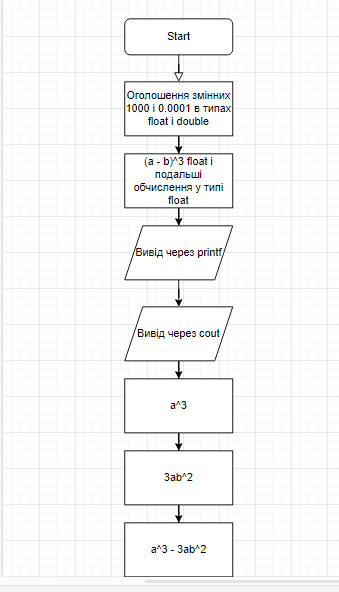 Start
Оголошення змінних
1000 і 0.0001 в типах
float i double
(a - b)^3 float і
подальші
обчислення у типі
float
Вивід через printf
Вивід через cout
a^3
3ab^2
a^3 - 3ab^2